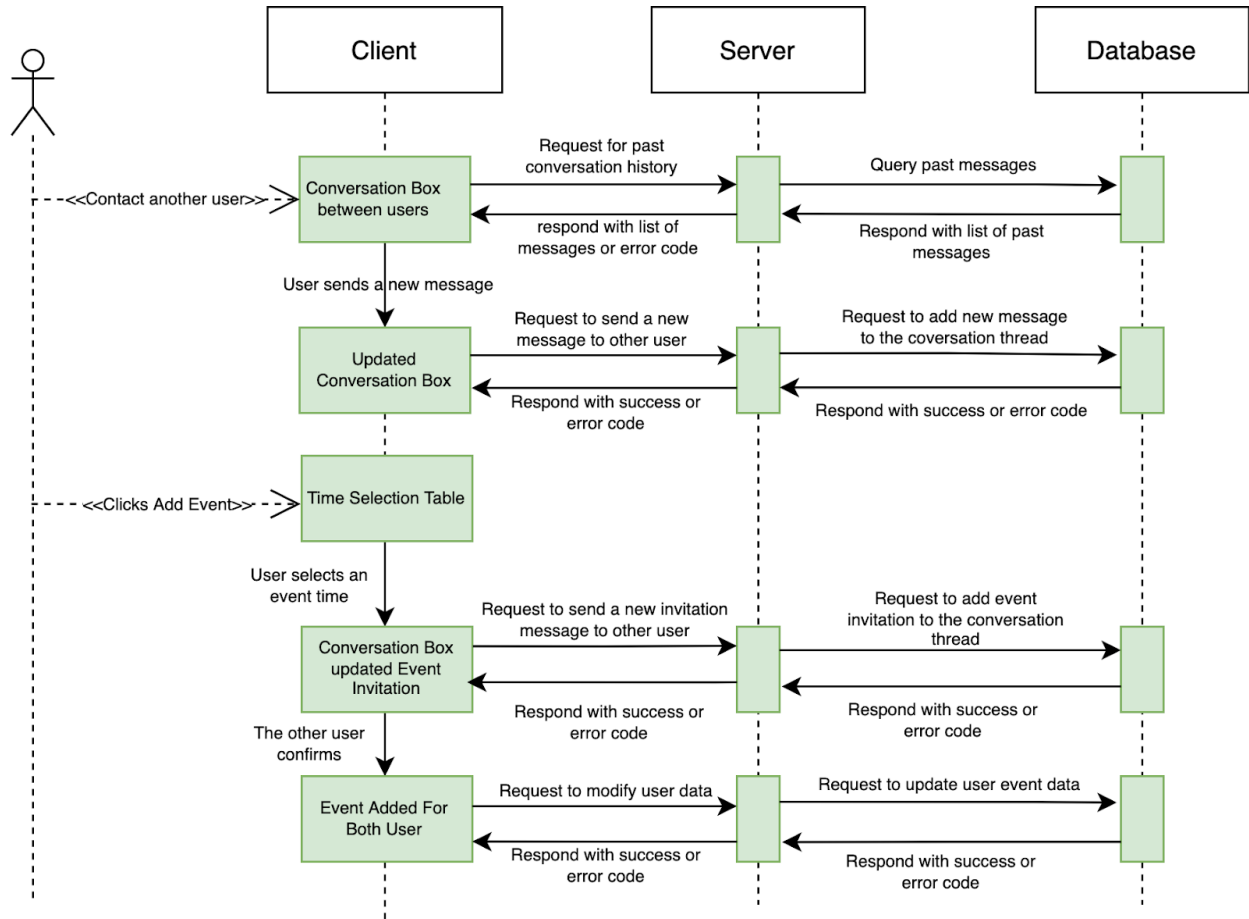 Client
Server
Database
Request for past
conversation history
Query past messages
<<Contact another user>>
Conversation Box
between users
respond with list of
messages or error code
Respond with list of past
messages
User sends a new message
Request to send a new
message to other user
Request to add new message
to the coversation thread
Updated
Conversation Box
Respond with success or
error code
Respond with success or error code
<<Clicks Add Event>>
Time Selection Table
User selects an
event time
Request to send a new invitation
message to other user
Request to add event
invitation to the conversation
thread
Conversation Box
updated Event
Invitation
Respond with success or
error code
Respond with success or
error code
The other user
confirms
Request to modify user data
Request to update user event data
Event Added For
Both User
Respond with success or
error code
Respond with success or
error code